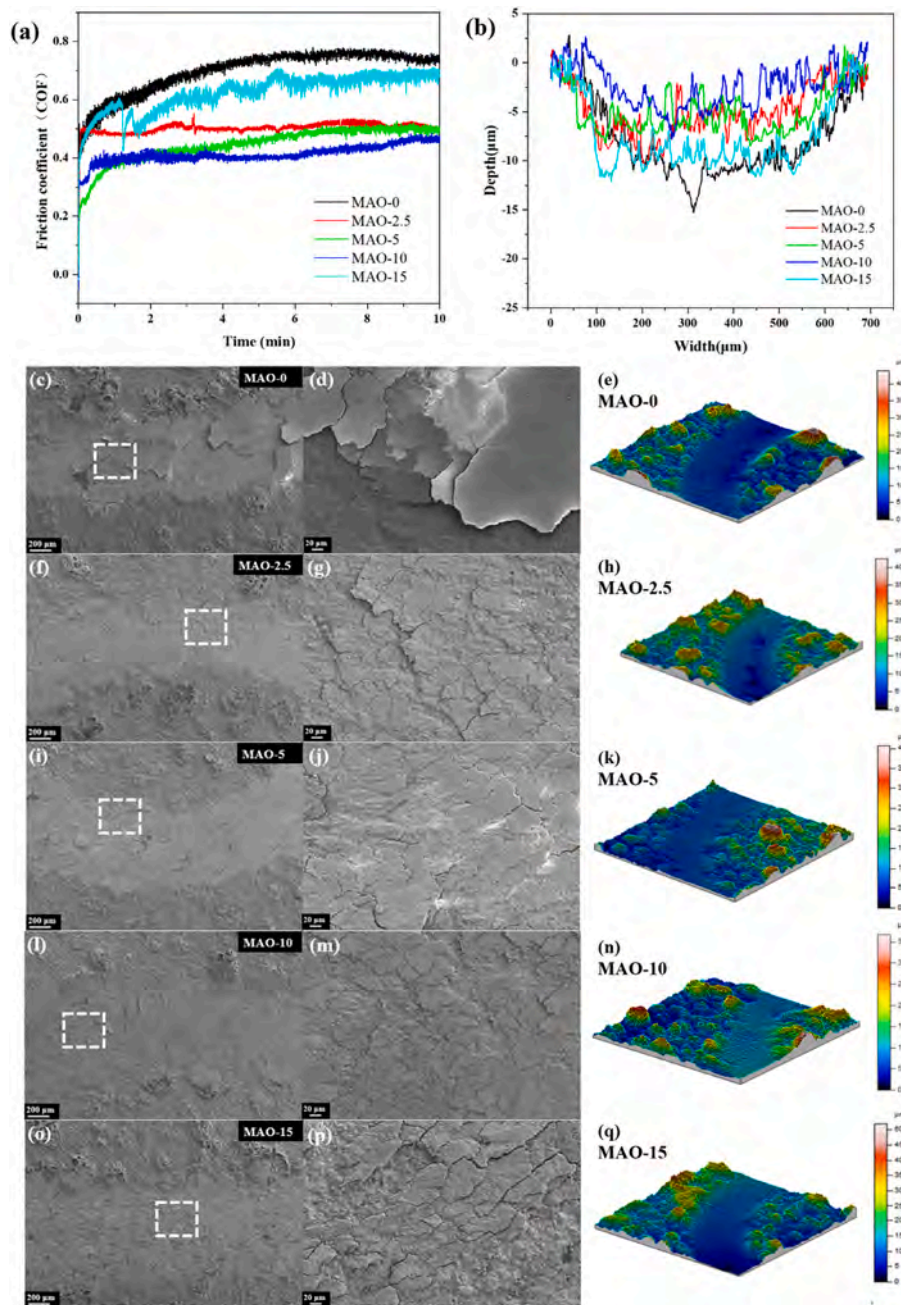 (a)
0.8
0.6
0.4
0.2
0.0
Friction coefficient (COF)
0 2 4 6 8 10
Time (min)
MAO-0
MAO-2.5
MAO-5
MAO-10
MAO-15
(b)
5
0
-5
-10
-15
-20
-25
Depth(μm)
0 100 200 300 400 500 600 700
Width(μm)
MAO-0
MAO-2.5
MAO-5
MAO-10
MAO-15
(c) MAO-0
200 μm
(d)
20 μm
(e)
MAO-0
(f) MAO-2.5
200 μm
(g)
20 μm
(h)
MAO-2.5
(i) MAO-5
200 μm
(j)
20 μm
(k)
MAO-5
(l) MAO-10
200 μm
(m)
20 μm
(n)
MAO-10
(o) MAO-15
200 μm
(p)
20 μm
(q)
MAO-15